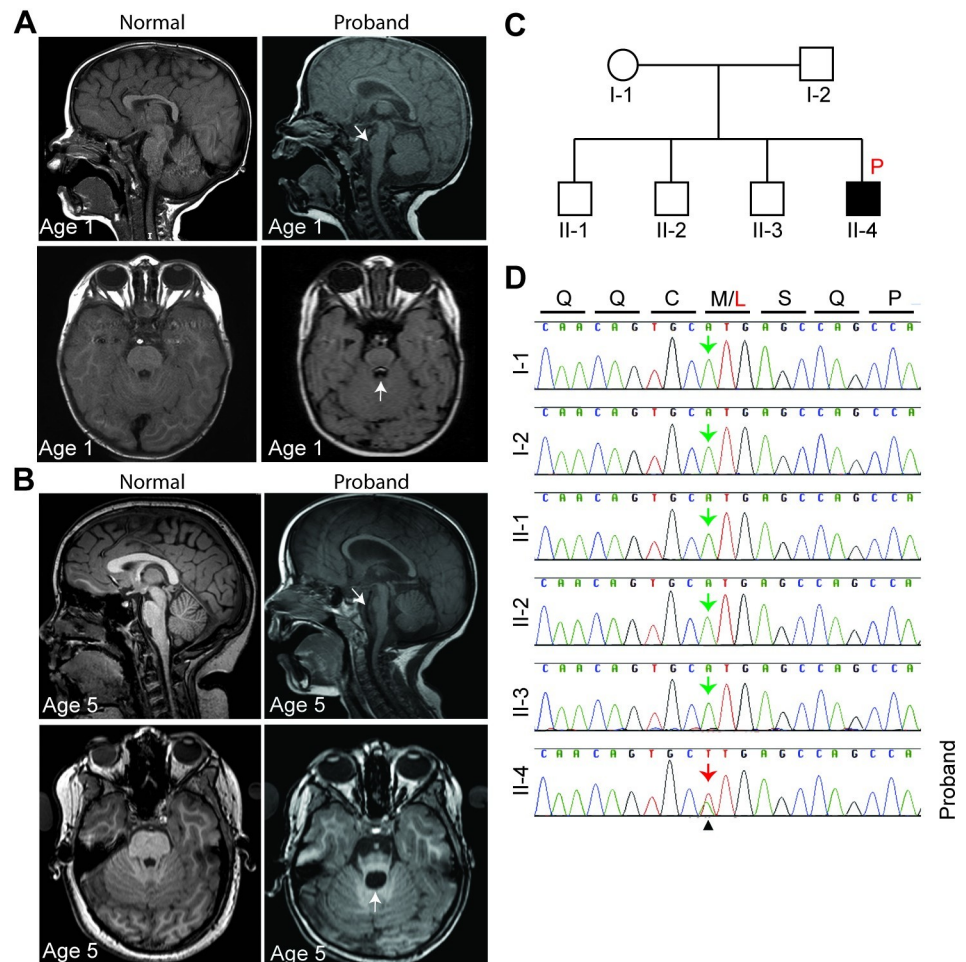 A
Normal
Proband
Age 1
Age 1
Age 1
Age 1
B
Normal
Proband
Age 5
Age 5
Age 5
Age 5
C
I-1
I-2
P
II-1
II-2
II-3
II-4
D
Q Q C M/L S Q P
C A A C A G T G C A T G A G C C A G C C A
I-1
C A A C A G T G C A T G A G C C A G C C A
I-2
C A A C A G T G C A T G A G C C A G C C A
II-1
C A A C A G T G C A T G A G C C A G C C A
II-2
C A A C A G T G C A T G A G C C A G C C A
II-3
C A A C A G T G C T T G A G C C A G C C A
II-4
Proband